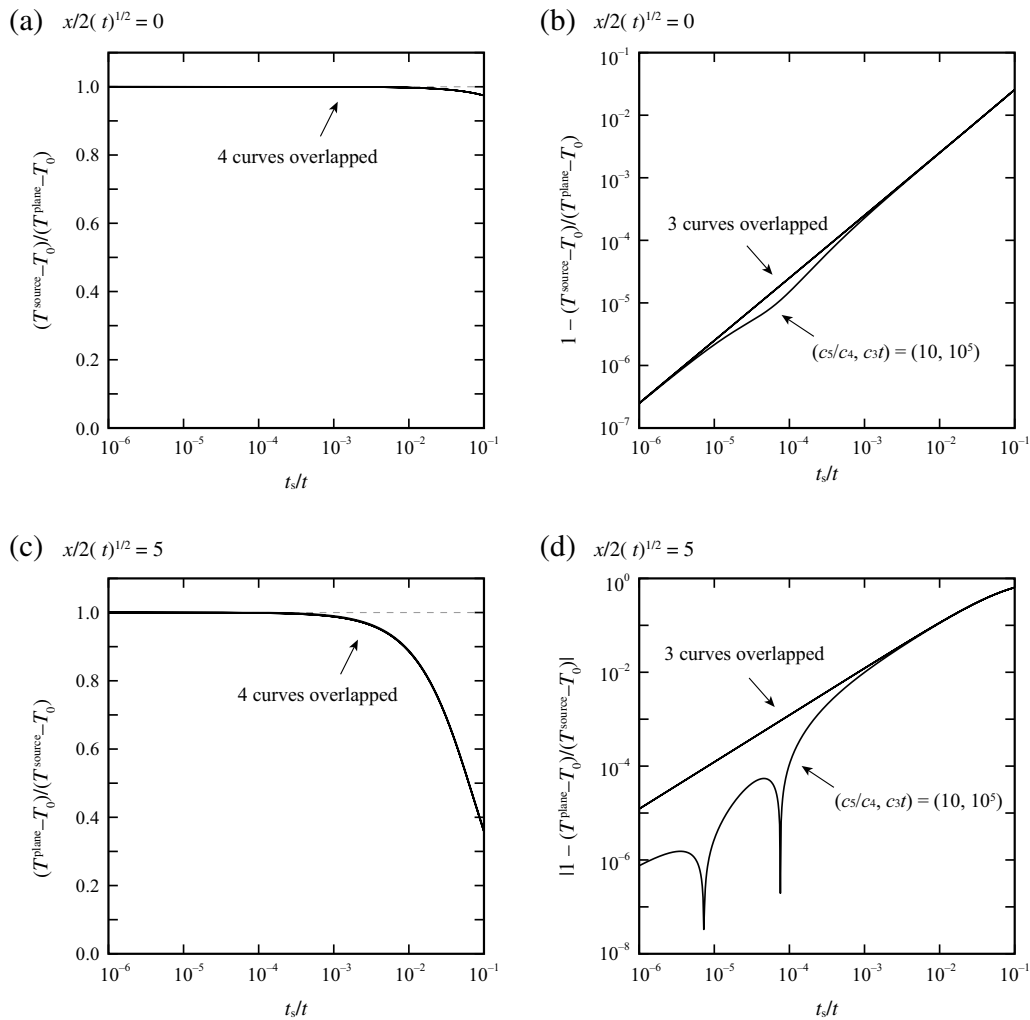 (a) x/2( t)^1/2 = 0
(T^source–T_0)/(T^plane–T_0)
1.0
0.8
0.6
0.4
0.2
0.0
4 curves overlapped
10^–6 10^–5 10^–4 10^–3 10^–2 10^–1
t_s/t
(b) x/2( t)^1/2 = 0
1 – (T^source–T_0)/(T^plane–T_0)
10^–1
10^–2
10^–3
10^–4
10^–5
10^–6
10^–7
3 curves overlapped
(c_5/c_4, c_3t) = (10, 10^5)
10^–6 10^–5 10^–4 10^–3 10^–2 10^–1
t_s/t
(c) x/2( t)^1/2 = 5
(T^plane–T_0)/(T^source–T_0)
1.0
0.8
0.6
0.4
0.2
0.0
4 curves overlapped
10^–6 10^–5 10^–4 10^–3 10^–2 10^–1
t_s/t
(d) x/2( t)^1/2 = 5
|1 – (T^plane–T_0)/(T^source–T_0)|
10^0
10^–2
10^–4
10^–6
10^–8
3 curves overlapped
(c_5/c_4, c_3t) = (10, 10^5)
10^–6 10^–5 10^–4 10^–3 10^–2 10^–1
t_s/t